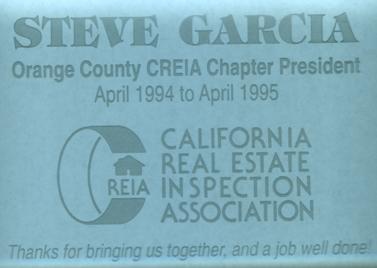 STEVE GARCIA
Orange County CREIA Chapter President
April 1994 to April 1995
CREIA
CALIFORNIA
REAL ESTATE
INSPECTION
ASSOCIATION
Thanks for bringing us together, and a job well done!